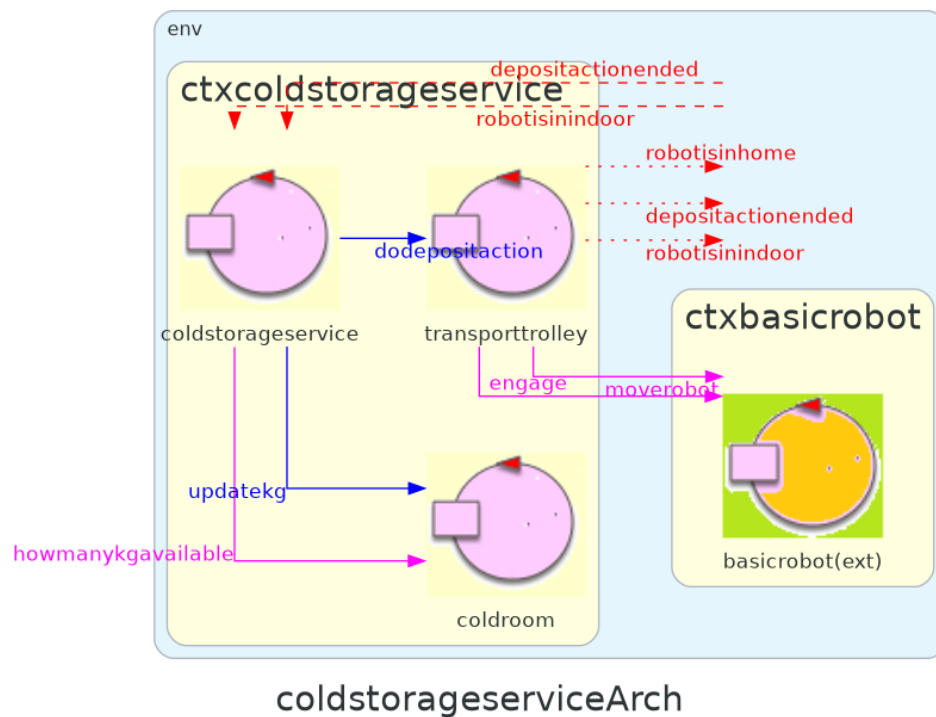 env
depositactionended
ctxcoldstorageservice
robotisinindoor
robotisinhome
depositactionended
dodepositaction
robotisinindoor
ctxbasicrobot
coldstorageservice
transporttrolley
engage
moverobot
updatekg
howmanykgavailable
basicrobot(ext)
coldroom
coldstorageserviceArch